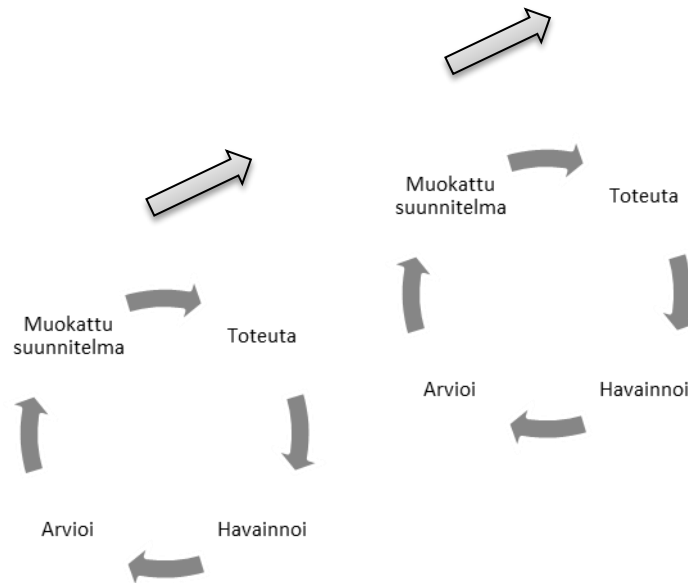 Muokattu
suunnitelma
Toteuta
Arvioi
Havainnoi
Muokattu
suunnitelma
Toteuta
Arvioi
Havainnoi